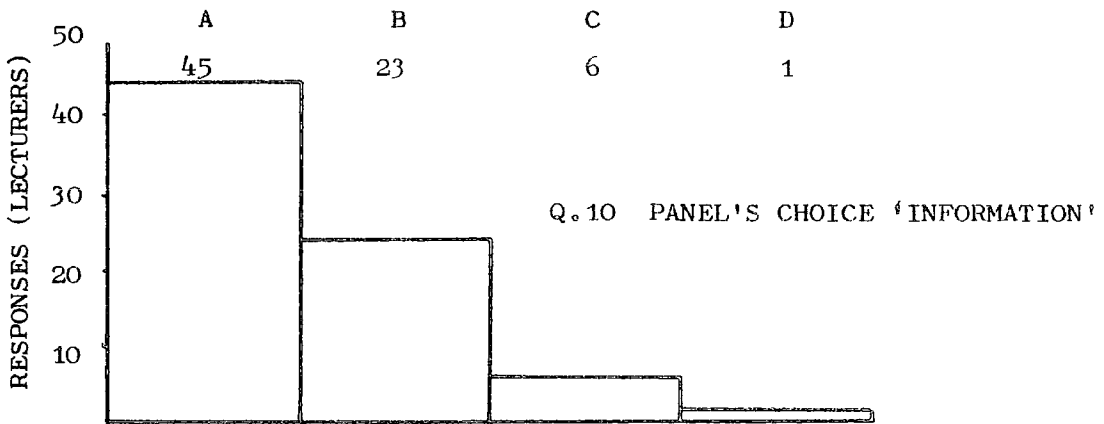 A B C D
50
45 23 6 1
40
30
Q.10 PANEL'S CHOICE 'INFORMATION'
20
10
RESPONSES (LECTURERS)